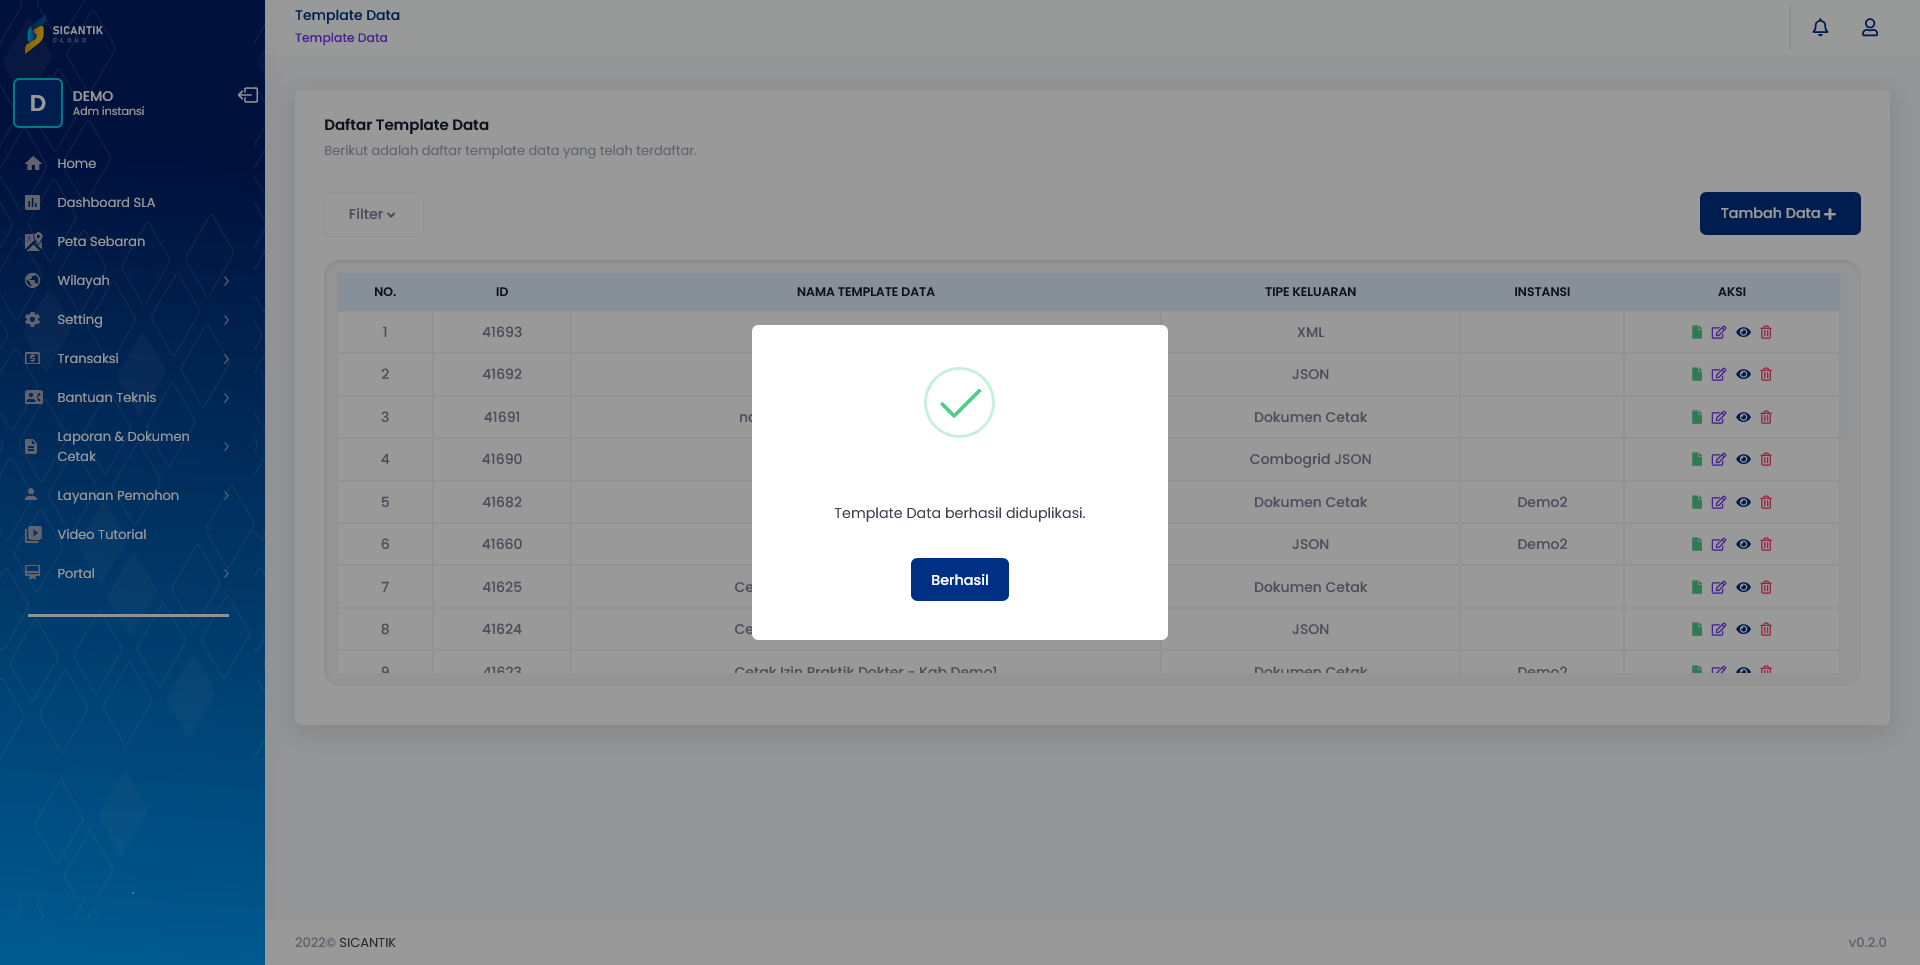 SICANTIK
CLOUD
D
DEMO
Adm instansi
Home
Dashboard SLA
Peta Sebaran
Wilayah
Setting
Transaksi
Bantuan Teknis
Laporan & Dokumen
Cetak
Layanan Pemohon
Video Tutorial
Portal
Template Data
Template Data
Daftar Template Data
Berikut adalah daftar template data yang telah terdaftar.
Filter
Tambah Data +
NO. ID NAMA TEMPLATE DATA TIPE KELUARAN INSTANSI AKSI
1 41693 XML
2 41692 JSON
3 41691 Dokumen Cetak
4 41690 Combogrid JSON
5 41682 Dokumen Cetak Demo2
6 41660 JSON Demo2
7 41625 Ce Dokumen Cetak
8 41624 Ce JSON
9 41623 Cetak Izin Praktik Dokter - Kab Demo1 Dokumen Cetak Demo2
Template Data berhasil diduplikasi.
Berhasil
2022© SICANTIK
v0.2.0